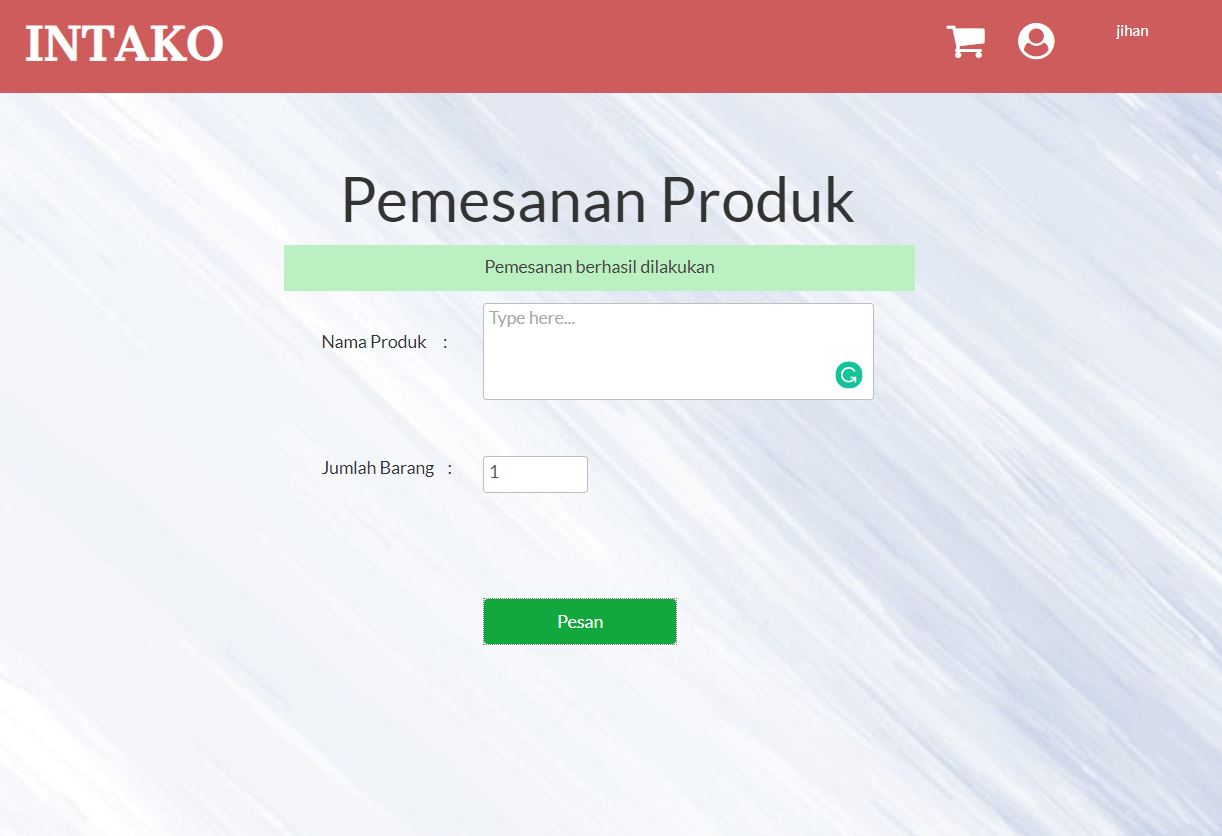 INTAKO
jihan
Pemesanan Produk
Pemesanan berhasil dilakukan
Type here...
Nama Produk :
Jumlah Barang :
1
Pesan